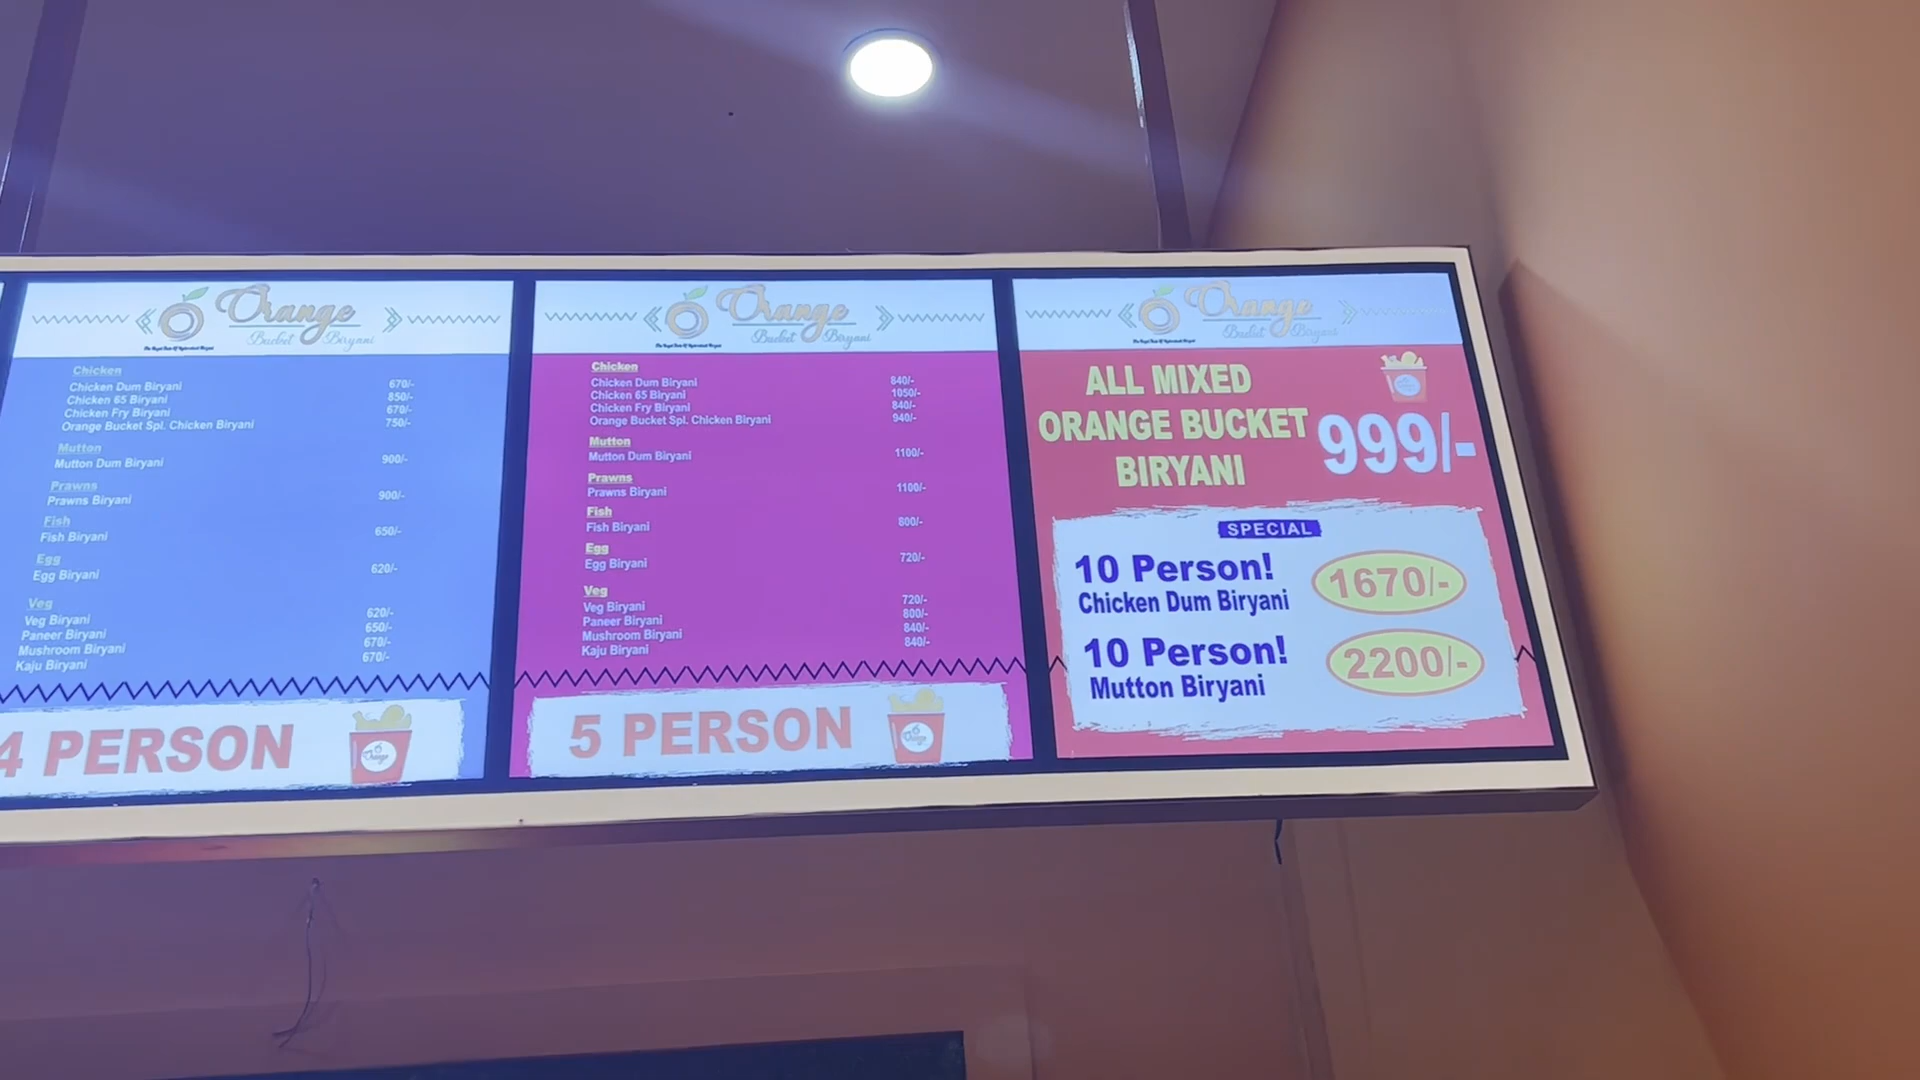 Orange
Bucket Biryani
Chicken
Chicken Dum Biryani 670/-
Chicken 65 Biryani 850/-
Chicken Fry Biryani 670/-
Orange Bucket Spl. Chicken Biryani 750/-
Mutton
Mutton Dum Biryani 900/-
Prawns
Prawns Biryani 900/-
Fish
Fish Biryani 650/-
Egg
Egg Biryani 620/-
Veg
Veg Biryani 620/-
Paneer Biryani 650/-
Mushroom Biryani 670/-
Kaju Biryani 670/-
4 PERSON
Orange
Bucket Biryani
Chicken
Chicken Dum Biryani 840/-
Chicken 65 Biryani 1050/-
Chicken Fry Biryani 840/-
Orange Bucket Spl. Chicken Biryani 940/-
Mutton
Mutton Dum Biryani 1100/-
Prawns
Prawns Biryani 1100/-
Fish
Fish Biryani 800/-
Egg
Egg Biryani 720/-
Veg
Veg Biryani 720/-
Paneer Biryani 800/-
Mushroom Biryani 840/-
Kaju Biryani 840/-
5 PERSON
Orange
Bucket Biryani
ALL MIXED
ORANGE BUCKET
BIRYANI
999/-
SPECIAL
10 Person!
Chicken Dum Biryani
1670/-
10 Person!
Mutton Biryani
2200/-